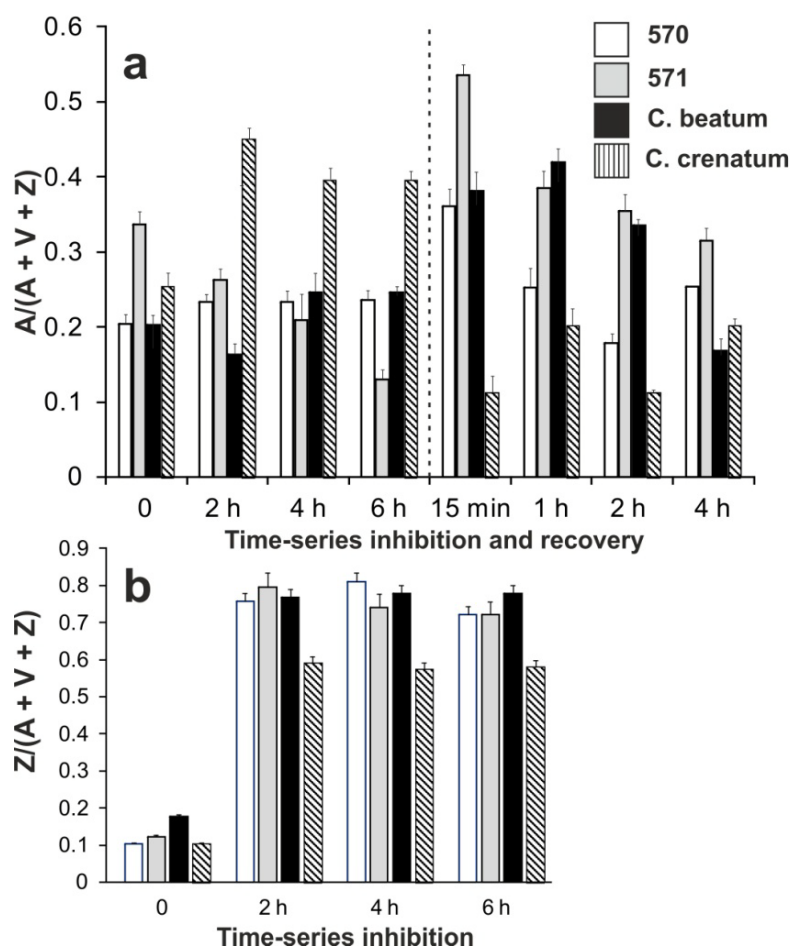 a
0.6
0.5
0.4
0.3
0.2
0.1
0
A/(A + V + Z)
570
571
C. beatum
C. crenatum
0 2 h 4 h 6 h 15 min 1 h 2 h 4 h
Time-series inhibition and recovery
b
0.9
0.8
0.7
0.6
0.5
0.4
0.3
0.2
0.1
0
Z/(A + V + Z)
0 2 h 4 h 6 h
Time-series inhibition